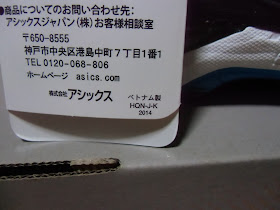 ●商品についてのお問い合わせ先：
アシックスジャパン(株)お客様相談室
〒650-8555
神戸市中央区港島中町7丁目1番1
TEL 0120-068-806
ホームページ asics.com
株式会社アシックス
ベトナム製
HQN-J-K
2014